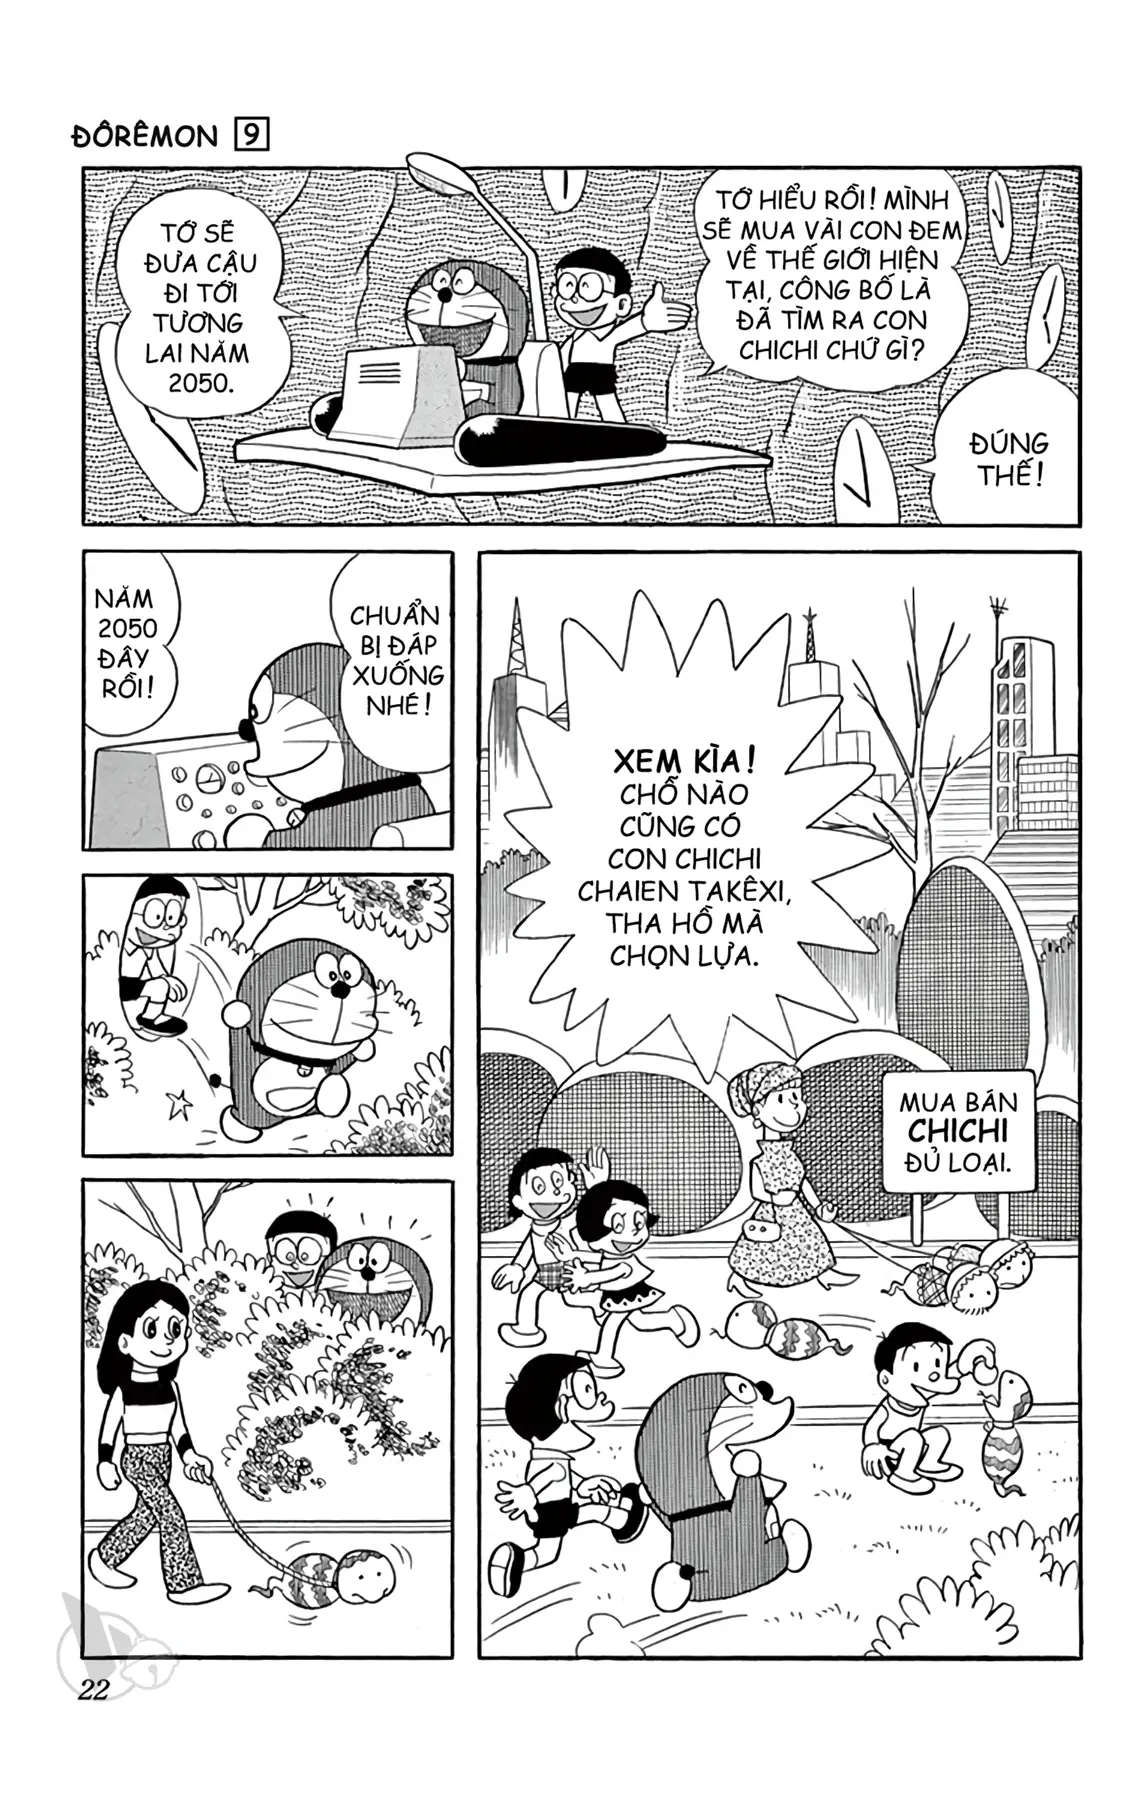 ĐÔRÊMON 9
TỚ SẼ
ĐƯA CẬU
ĐI TỚI
TƯƠNG
LAI NĂM
2050.
TỚ HIỂU RỒI! MÌNH
SẼ MUA VÀI CON ĐEM
VỀ THẾ GIỚI HIỆN
TẠI, CÔNG BỐ LÀ
ĐÃ TÌM RA CON
CHICHI CHỨ GÌ?
ĐÚNG
THẾ!
NĂM
2050
ĐÂY
RỒI!
CHUẨN
BỊ ĐÁP
XUỐNG
NHÉ!
XEM KÌA!
CHỖ NÀO
CŨNG CÓ
CON CHICHI
CHAIEN TAKÊXI,
THA HỒ MÀ
CHỌN LỰA.
MUA BÁN
CHICHI
ĐỦ LOẠI.
22